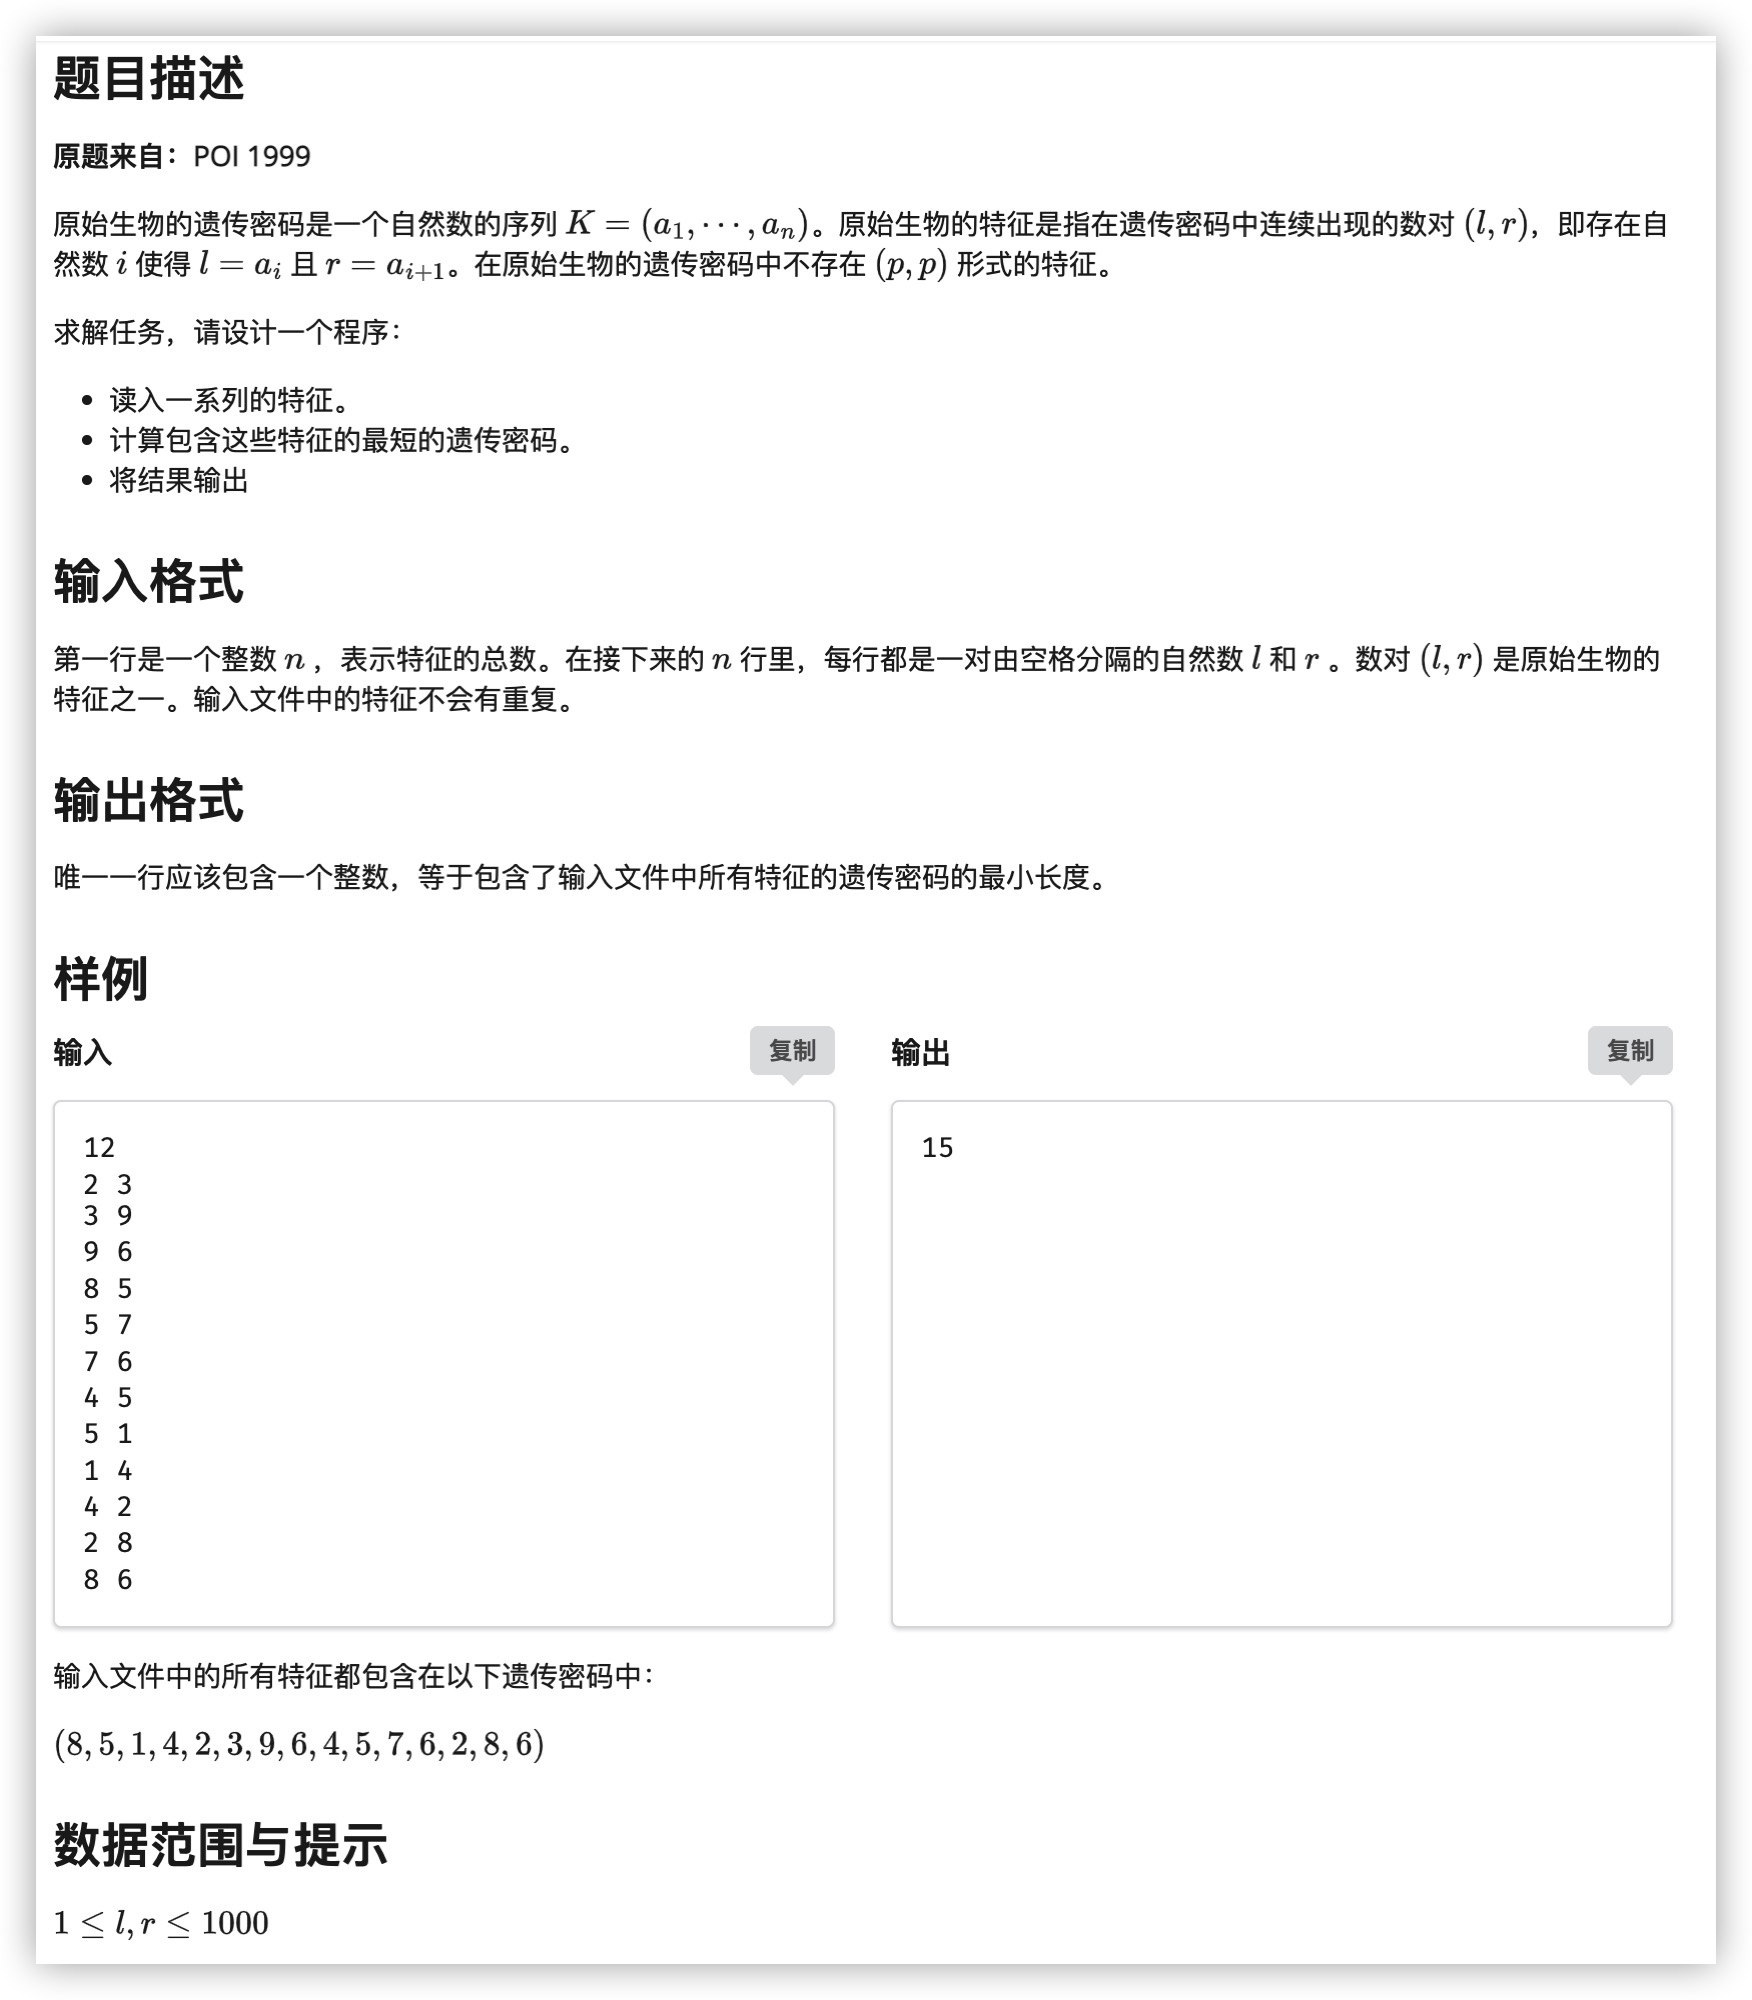 题目描述
原题来自：POI 1999
原始生物的遗传密码是一个自然数的序列 K = (a₁, ⋯, aₙ)。原始生物的特征是指在遗传密码中连续出现的数对 (l, r)，即存在自
然数 i 使得 l = aᵢ 且 r = aᵢ₊₁。在原始生物的遗传密码中不存在 (p, p) 形式的特征。
求解任务，请设计一个程序：
• 读入一系列的特征。
• 计算包含这些特征的最短的遗传密码。
• 将结果输出
输入格式
第一行是一个整数 n ，表示特征的总数。在接下来的 n 行里，每行都是一对由空格分隔的自然数 l 和 r 。数对 (l, r) 是原始生物的
特征之一。输入文件中的特征不会有重复。
输出格式
唯一一行应该包含一个整数，等于包含了输入文件中所有特征的遗传密码的最小长度。
样例
输入 复制
12
2 3
3 9
9 6
8 5
5 7
7 6
4 5
5 1
1 4
4 2
2 8
8 6
输出 复制
15
输入文件中的所有特征都包含在以下遗传密码中：
(8, 5, 1, 4, 2, 3, 9, 6, 4, 5, 7, 6, 2, 8, 6)
数据范围与提示
1 ≤ l, r ≤ 1000